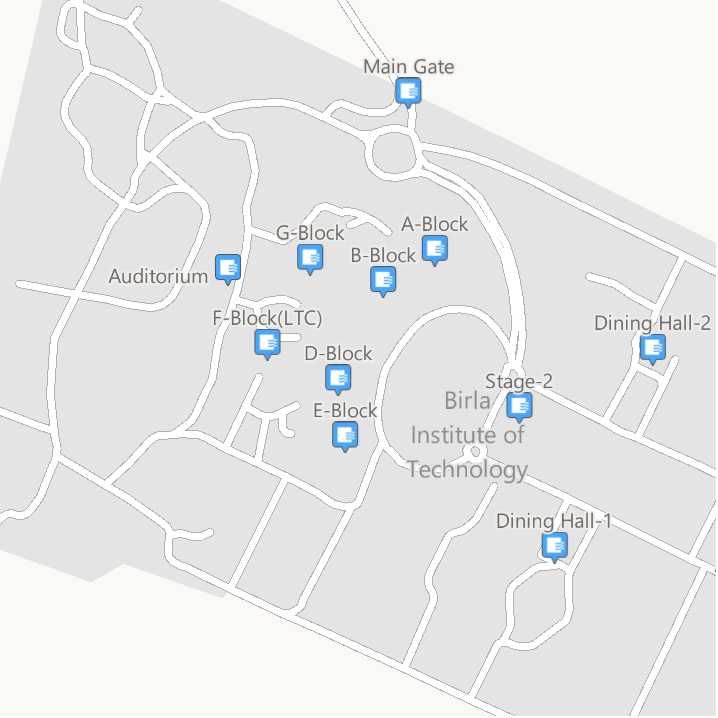 Main Gate
A-Block
G-Block
B-Block
Auditorium
F-Block(LTC)
Dining Hall-2
D-Block
Stage-2
E-Block
Birla
Institute of
Technology
Dining Hall-1